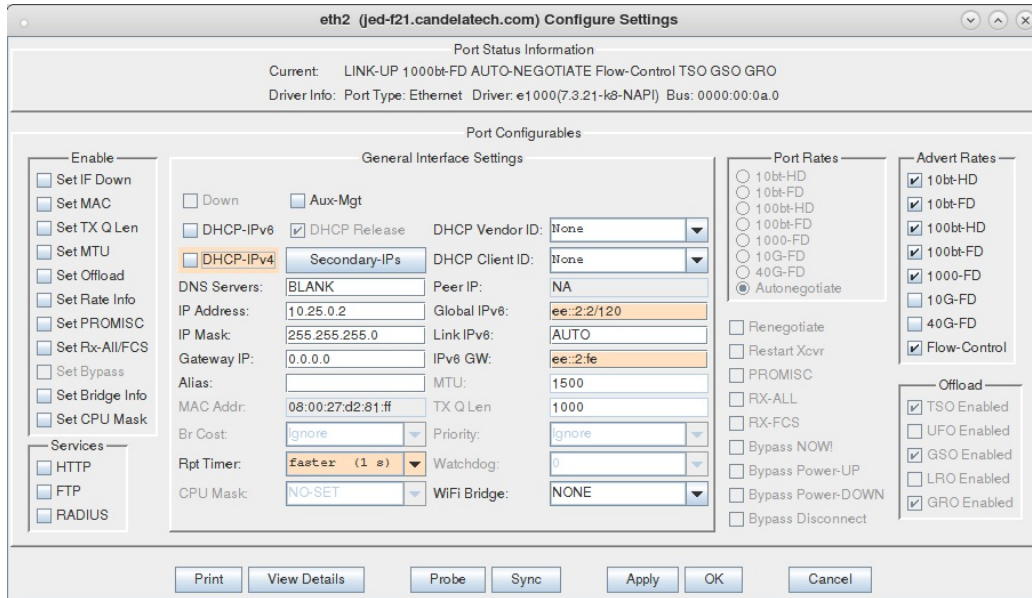 eth2 (jed-f21.candelatech.com) Configure Settings
Port Status Information
Current: LINK-UP 1000bt-FD AUTO-NEGOTIATE Flow-Control TSO GSO GRO
Driver Info: Port Type: Ethernet Driver: e1000(7.3.21-k8-NAPI) Bus: 0000:00:0a.0
Port Configurables
Enable
Set IF Down
Set MAC
Set TX Q Len
Set MTU
Set Offload
Set Rate Info
Set PROMISC
Set Rx-All/FCS
Set Bypass
Set Bridge Info
Set CPU Mask
Services
HTTP
FTP
RADIUS
General Interface Settings
Down Aux-Mgt
DHCP-IPv6 DHCP Release DHCP Vendor ID: None
DHCP-IPv4 Secondary-IPs DHCP Client ID: None
DNS Servers: BLANK Peer IP: NA
IP Address: 10.25.0.2 Global IPv6: ee::2:2/120
IP Mask: 255.255.255.0 Link IPv6: AUTO
Gateway IP: 0.0.0.0 IPv6 GW: ee::2:fe
Alias: MTU: 1500
MAC Addr: 08:00:27:d2:81:ff TX Q Len 1000
Br Cost: Ignore Priority: Ignore
Rpt Timer: faster (1 s) Watchdog: 0
CPU Mask: NO-SET WiFi Bridge: NONE
Port Rates
10bt-HD
10bt-FD
100bt-HD
100bt-FD
1000-FD
10G-FD
40G-FD
Autonegotiate
Renegotiate
Restart Xcvr
PROMISC
RX-ALL
RX-FCS
Bypass NOW!
Bypass Power-UP
Bypass Power-DOWN
Bypass Disconnect
Advert Rates
10bt-HD
10bt-FD
100bt-HD
100bt-FD
1000-FD
10G-FD
40G-FD
Flow-Control
Offload
TSO Enabled
UFO Enabled
GSO Enabled
LRO Enabled
GRO Enabled
Print View Details Probe Sync Apply OK Cancel